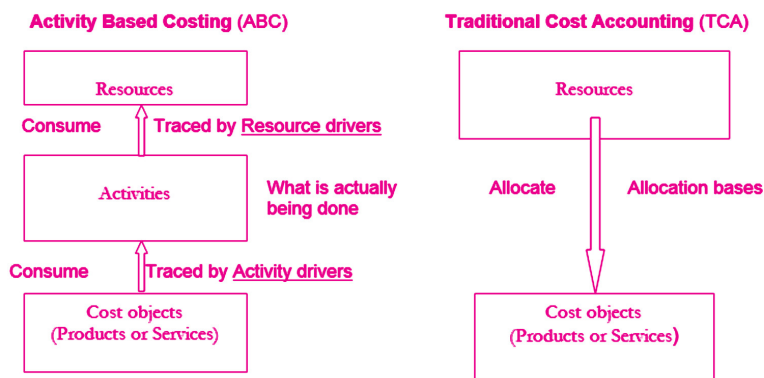 Activity Based Costing (ABC)
Resources
Consume
Traced by Resource drivers
Activities
What is actually
being done
Consume
Traced by Activity drivers
Cost objects
(Products or Services)
Traditional Cost Accounting (TCA)
Resources
Allocate
Allocation bases
Cost objects
(Products or Services)